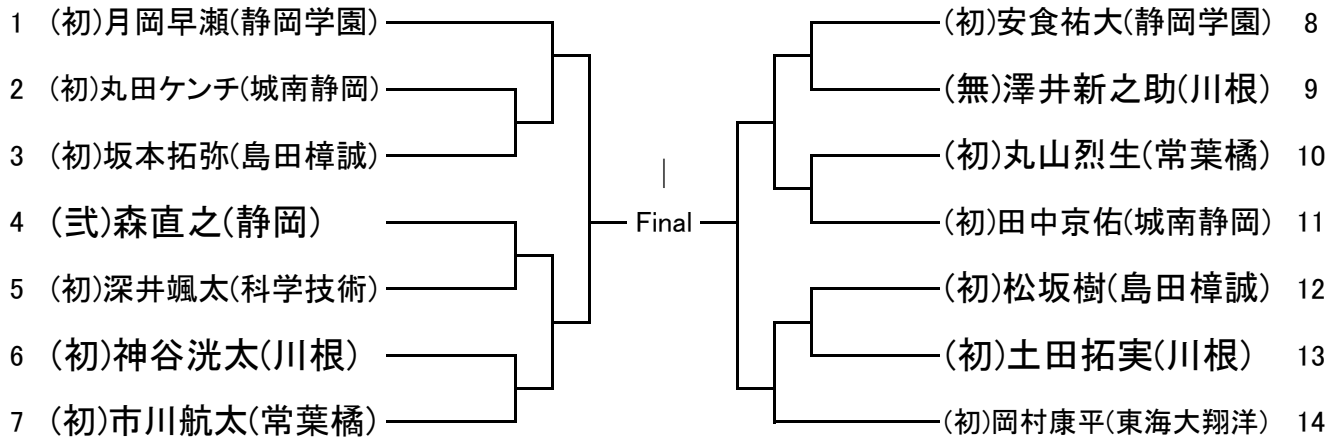 1 (初)月岡早瀬(静岡学園)
2 (初)丸田ケンチ(城南静岡)
3 (初)坂本拓弥(島田樟誠)
4 (弐)森直之(静岡)
5 (初)深井颯太(科学技術)
6 (初)神谷洸太(川根)
7 (初)市川航太(常葉橘)
Final
(初)安食祐大(静岡学園) 8
(無)澤井新之助(川根) 9
(初)丸山烈生(常葉橘) 10
(初)田中京佑(城南静岡) 11
(初)松坂樹(島田樟誠) 12
(初)土田拓実(川根) 13
(初)岡村康平(東海大翔洋) 14